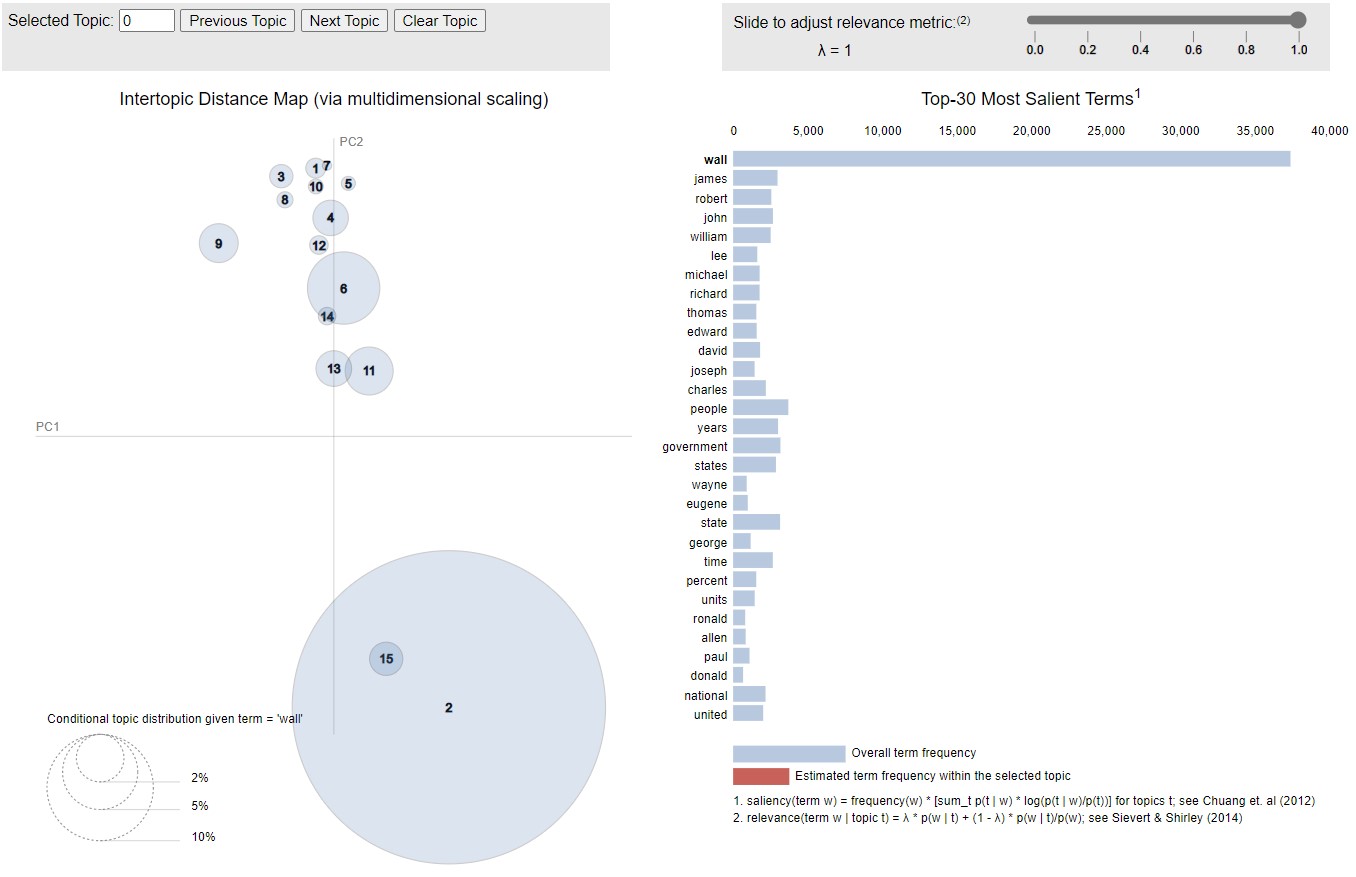 Selected Topic: 0 Previous Topic Next Topic Clear Topic
Slide to adjust relevance metric:(2)
λ = 1
0.0 0.2 0.4 0.6 0.8 1.0
Intertopic Distance Map (via multidimensional scaling)
PC2
PC1
1
7
3
10
5
8
4
9
12
6
14
13
11
15
2
Conditional topic distribution given term = 'wall'
2%
5%
10%
Top-30 Most Salient Terms1
0 5,000 10,000 15,000 20,000 25,000 30,000 35,000 40,000
wall
james
robert
john
william
lee
michael
richard
thomas
edward
david
joseph
charles
people
years
government
states
wayne
eugene
state
george
time
percent
units
ronald
allen
paul
donald
national
united
Overall term frequency
Estimated term frequency within the selected topic
1. saliency(term w) = frequency(w) * [sum_t p(t | w) * log(p(t | w)/p(t))] for topics t; see Chuang et. al (2012)
2. relevance(term w | topic t) = λ * p(w | t) + (1 - λ) * p(w | t)/p(w); see Sievert & Shirley (2014)